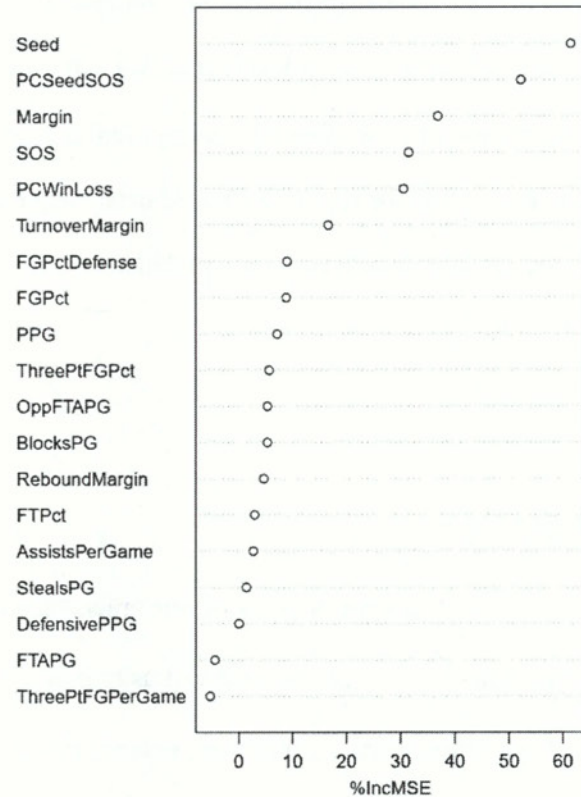 Seed
PCSeedSOS
Margin
SOS
PCWinLoss
TurnoverMargin
FGPctDefense
FGPct
PPG
ThreePtFGPct
OppFTAPG
BlocksPG
ReboundMargin
FTPct
AssistsPerGame
StealsPG
DefensivePPG
FTAPG
ThreePtFGPerGame
0 10 20 30 40 50 60
%IncMSE